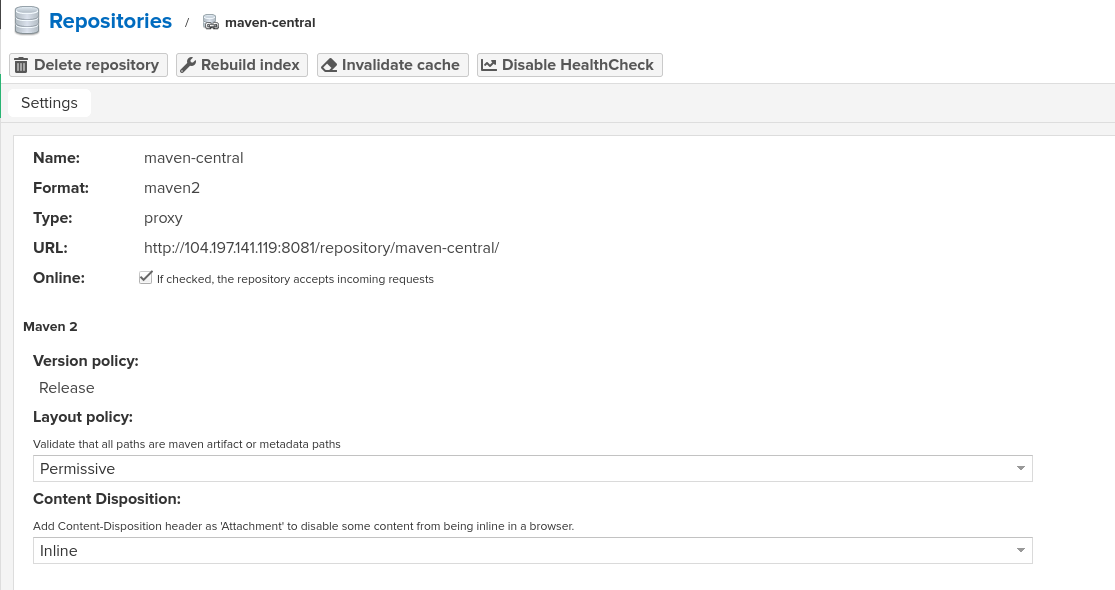 Repositories / maven-central
Delete repository Rebuild index Invalidate cache Disable HealthCheck
Settings
Name: maven-central
Format: maven2
Type: proxy
URL: http://104.197.141.119:8081/repository/maven-central/
Online: If checked, the repository accepts incoming requests
Maven 2
Version policy:
Release
Layout policy:
Validate that all paths are maven artifact or metadata paths
Permissive
Content Disposition:
Add Content-Disposition header as 'Attachment' to disable some content from being inline in a browser.
Inline